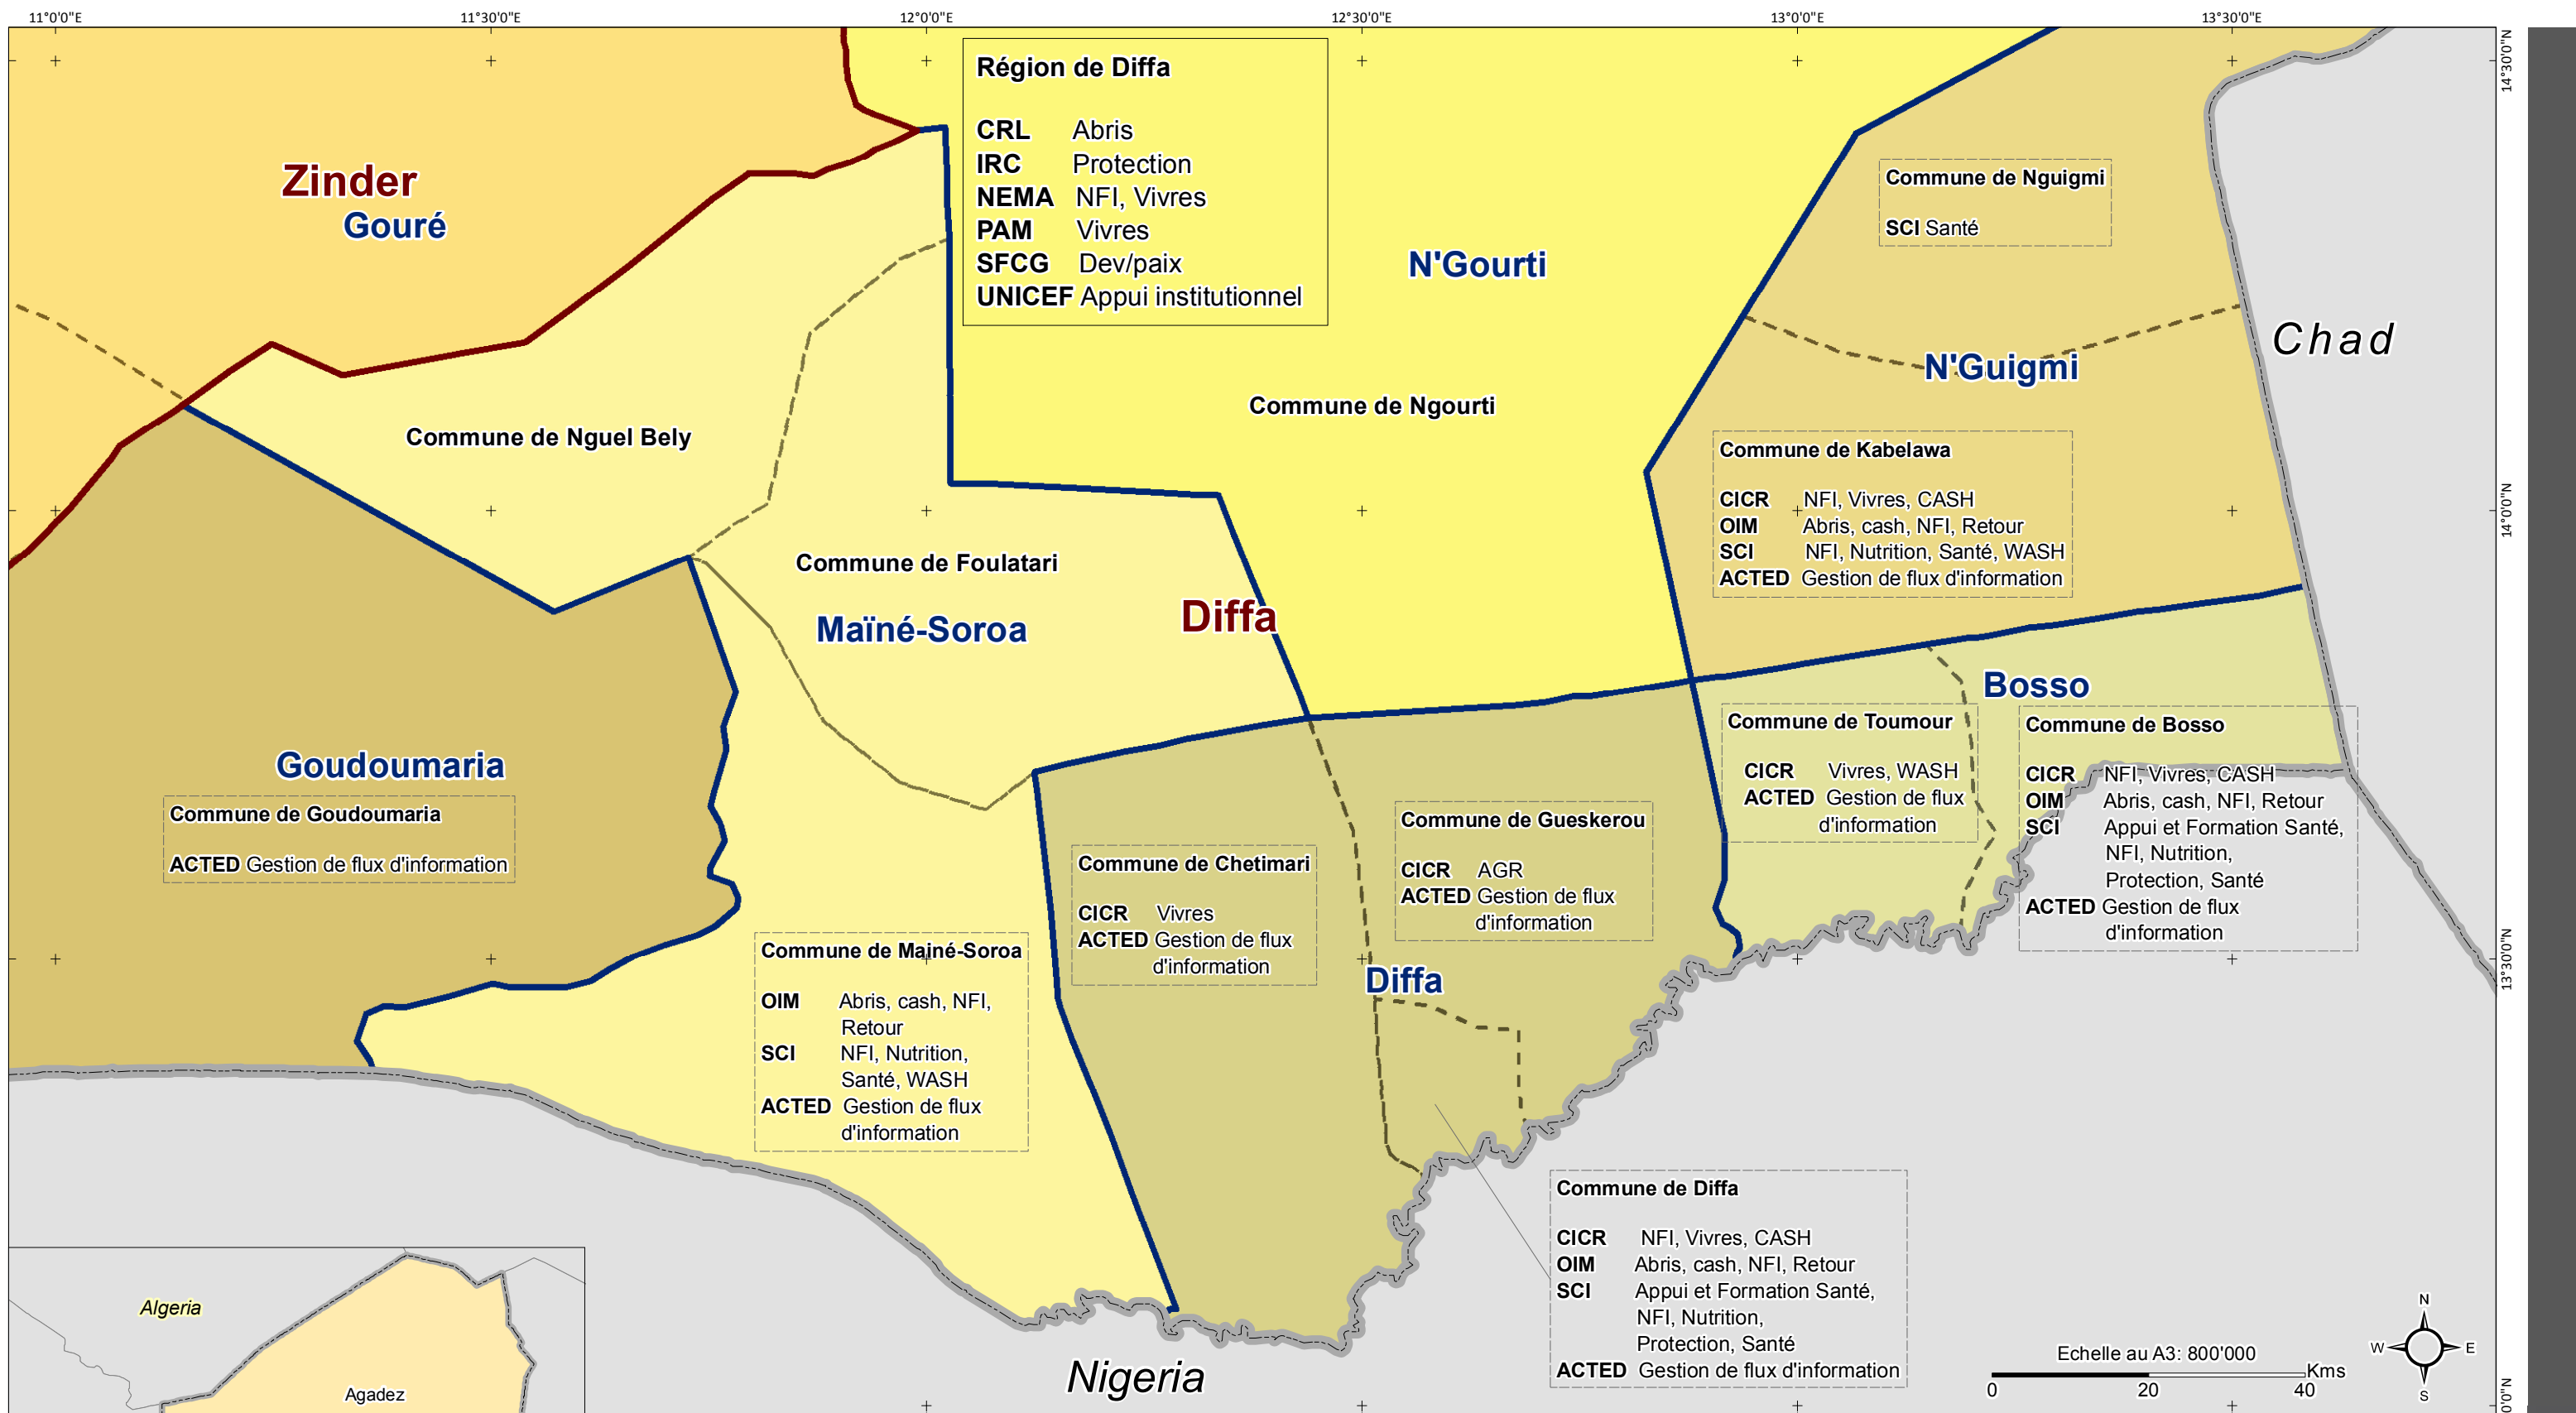 11°0'0"E
11°30'0"E
12°0'0"E
12°30'0"E
13°0'0"E
13°30'0"E
14°30'0"N
14°0'0"N
13°30'0"N
0'0"N
Région de Diffa
CRL Abris
IRC Protection
NEMA NFI, Vivres
PAM Vivres
SFCG Dev/paix
UNICEF Appui institutionnel
Zinder
Gouré
N'Gourti
Commune de Nguigmi
SCI Santé
Chad
N'Guigmi
Commune de Ngourti
Commune de Nguel Bely
Commune de Kabelawa
CICR NFI, Vivres, CASH
OIM Abris, cash, NFI, Retour
SCI NFI, Nutrition, Santé, WASH
ACTED Gestion de flux d'information
Commune de Foulatari
Maïné-Soroa
Diffa
Bosso
Commune de Toumour
CICR Vivres, WASH
ACTED Gestion de flux
d'information
Commune de Bosso
CICR NFI, Vivres, CASH
OIM Abris, cash, NFI, Retour
SCI Appui et Formation Santé,
NFI, Nutrition,
Protection, Santé
ACTED Gestion de flux
d'information
Goudoumaria
Commune de Goudoumaria
ACTED Gestion de flux d'information
Commune de Gueskerou
CICR AGR
ACTED Gestion de flux
d'information
Commune de Chetimari
CICR Vivres
ACTED Gestion de flux
d'information
Diffa
Commune de Mainé-Soroa
OIM Abris, cash, NFI,
Retour
SCI NFI, Nutrition,
Santé, WASH
ACTED Gestion de flux
d'information
Commune de Diffa
CICR NFI, Vivres, CASH
OIM Abris, cash, NFI, Retour
SCI Appui et Formation Santé,
NFI, Nutrition,
Protection, Santé
ACTED Gestion de flux d'information
Nigeria
Algeria
Agadez
Echelle au A3: 800'000
Kms
0 20 40
N
W E
S